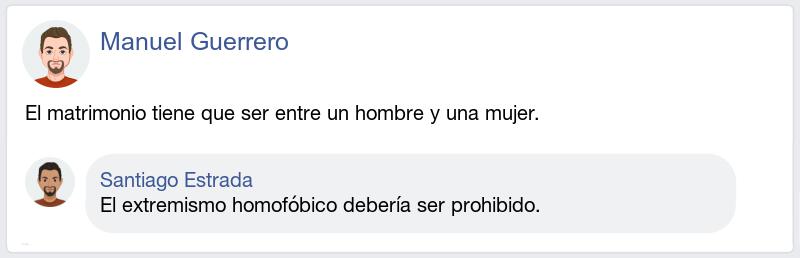 Manuel Guerrero
El matrimonio tiene que ser entre un hombre y una mujer.
Santiago Estrada
El extremismo homofóbico debería ser prohibido.